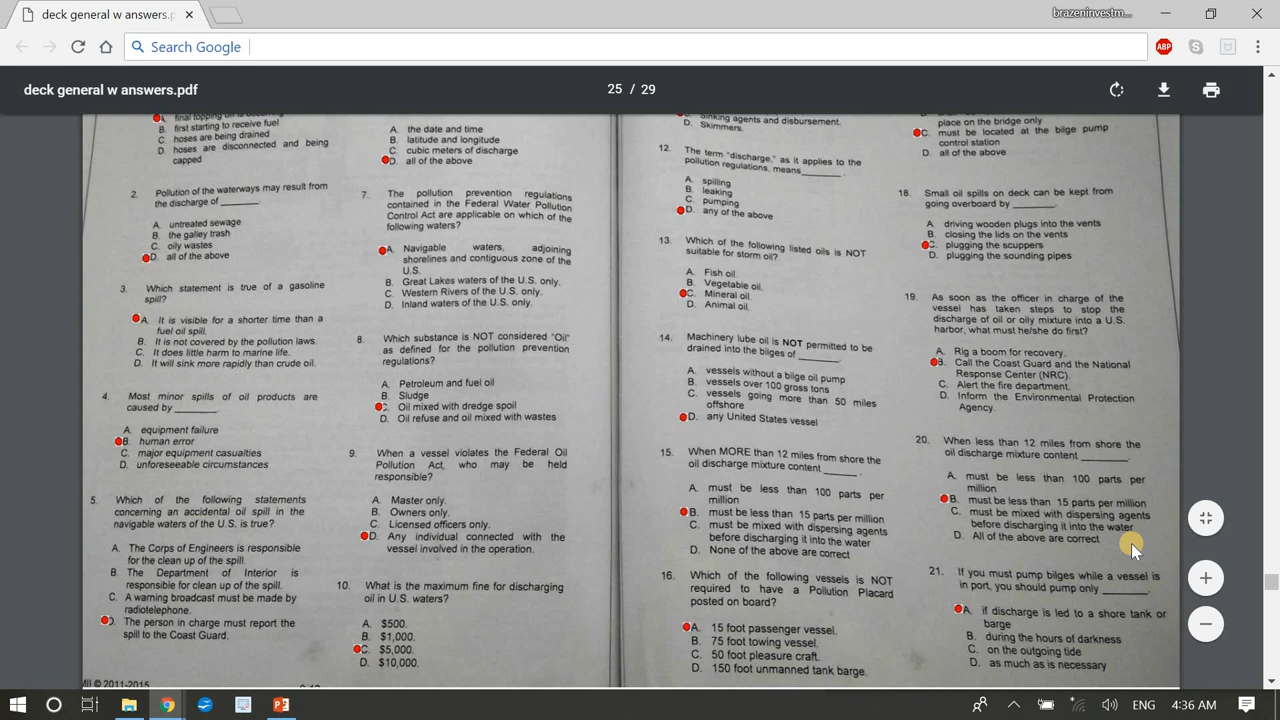 deck general w answers.p
brazeninvestm...
Search Google
ABP
deck general w answers.pdf
25 / 29
A. final topping off is occurring
B. first starting to receive fuel
C. hoses are being drained
D. hoses are disconnected and being
capped
2. Pollution of the waterways may result from
the discharge of ______.
A. untreated sewage
B. the galley trash
C. oily wastes
D. all of the above
3. Which statement is true of a gasoline
spill?
A. It is visible for a shorter time than a
fuel oil spill.
B. It is not covered by the pollution laws.
C. It does little harm to marine life.
D. It will sink more rapidly than crude oil.
4. Most minor spills of oil products are
caused by ______.
A. equipment failure
B. human error
C. major equipment casualties
D. unforeseeable circumstances
5. Which of the following statements
concerning an accidental oil spill in the
navigable waters of the U.S. is true?
A. The Corps of Engineers is responsible
for the clean up of the spill.
B. The Department of Interior is
responsible for clean up of the spill.
C. A warning broadcast must be made by
radiotelephone.
D. The person in charge must report the
spill to the Coast Guard.
© 2011-2015
A. the date and time
B. latitude and longitude
C. cubic meters of discharge
D. all of the above
7. The pollution prevention regulations
contained in the Federal Water Pollution
Control Act are applicable on which of the
following waters?
A. Navigable waters, adjoining
shorelines and contiguous zone of the
U.S.
B. Great Lakes waters of the U.S. only.
C. Western Rivers of the U.S. only.
D. Inland waters of the U.S. only.
8. Which substance is NOT considered "Oil"
as defined for the pollution prevention
regulations?
A. Petroleum and fuel oil
B. Sludge
C. Oil mixed with dredge spoil
D. Oil refuse and oil mixed with wastes
9. When a vessel violates the Federal Oil
Pollution Act, who may be held
responsible?
A. Master only.
B. Owners only.
C. Licensed officers only.
D. Any individual connected with the
vessel involved in the operation.
10. What is the maximum fine for discharging
oil in U.S. waters?
A. $500.
B. $1,000.
C. $5,000.
D. $10,000.
C. Sinking agents and disbursement.
D. Skimmers.
12. The term "discharge," as it applies to the
pollution regulations, means______.
A. spilling
B. leaking
C. pumping
D. any of the above
13. Which of the following listed oils is NOT
suitable for storm oil?
A. Fish oil.
B. Vegetable oil.
C. Mineral oil.
D. Animal oil.
14. Machinery lube oil is NOT permitted to be
drained into the bilges of ______.
A. vessels without a bilge oil pump
B. vessels over 100 gross tons
C. vessels going more than 50 miles
offshore
D. any United States vessel
15. When MORE than 12 miles from shore the
oil discharge mixture content ______.
A. must be less than 100 parts per
million
B. must be less than 15 parts per million
C. must be mixed with dispersing agents
before discharging it into the water
D. None of the above are correct
16. Which of the following vessels is NOT
required to have a Pollution Placard
posted on board?
A. 15 foot passenger vessel.
B. 75 foot towing vessel.
C. 50 foot pleasure craft.
D. 150 foot unmanned tank barge.
place on the bridge only
C. must be located at the bilge pump
control station
D. all of the above
18. Small oil spills on deck can be kept from
going overboard by ______.
A. driving wooden plugs into the vents
B. closing the lids on the vents
C. plugging the scuppers
D. plugging the sounding pipes
19. As soon as the officer in charge of the
vessel has taken steps to stop the
discharge of oil or oily mixture into a U.S.
harbor, what must he/she do first?
A. Rig a boom for recovery.
B. Call the Coast Guard and the National
Response Center (NRC).
C. Alert the fire department.
D. Inform the Environmental Protection
Agency.
20. When less than 12 miles from shore the
oil discharge mixture content ______.
A. must be less than 100 parts per
million
B. must be less than 15 parts per million
C. must be mixed with dispersing agents
before discharging it into the water
D. All of the above are correct
21. If you must pump bilges while a vessel is
in port, you should pump only ______.
A. if discharge is led to a shore tank or
barge
B. during the hours of darkness
C. on the outgoing tide
D. as much as is necessary
ENG
4:36 AM